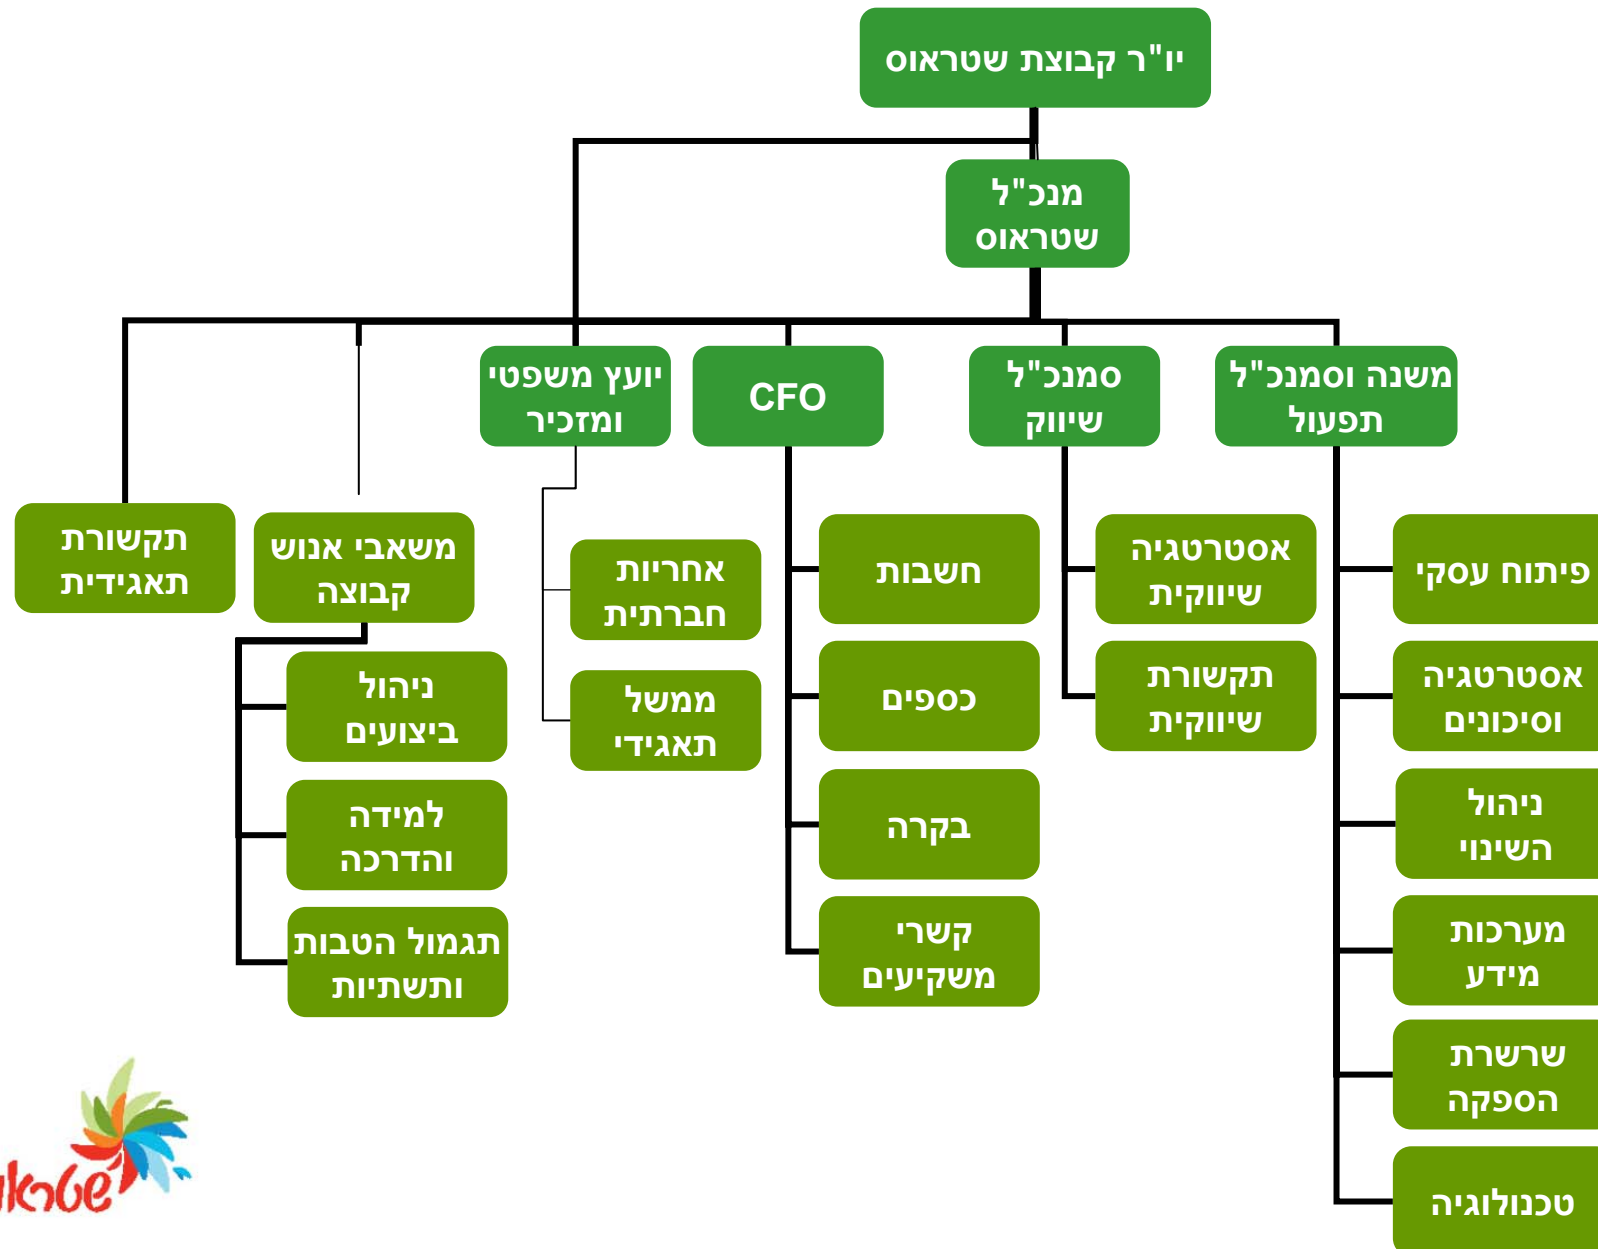 יו"ר קבוצת שטראוס
מנכ"ל
שטראוס
משנה וסמנכ"ל
תפעול
סמנכ"ל
שיווק
CFO
יועץ משפטי
ומזכיר
פיתוח עסקי
אסטרטגיה
וסיכונים
ניהול
השינוי
מערכות
מידע
שרשרת
הספקה
טכנולוגיה
אסטרטגיה
שיווקית
תקשורת
שיווקית
חשבות
כספים
בקרה
קשרי
משקיעים
אחריות
חברתית
ממשל
תאגידי
משאבי אנוש
קבוצה
ניהול
ביצועים
למידה
והדרכה
תגמול הטבות
ותשתיות
תקשורת
תאגידית